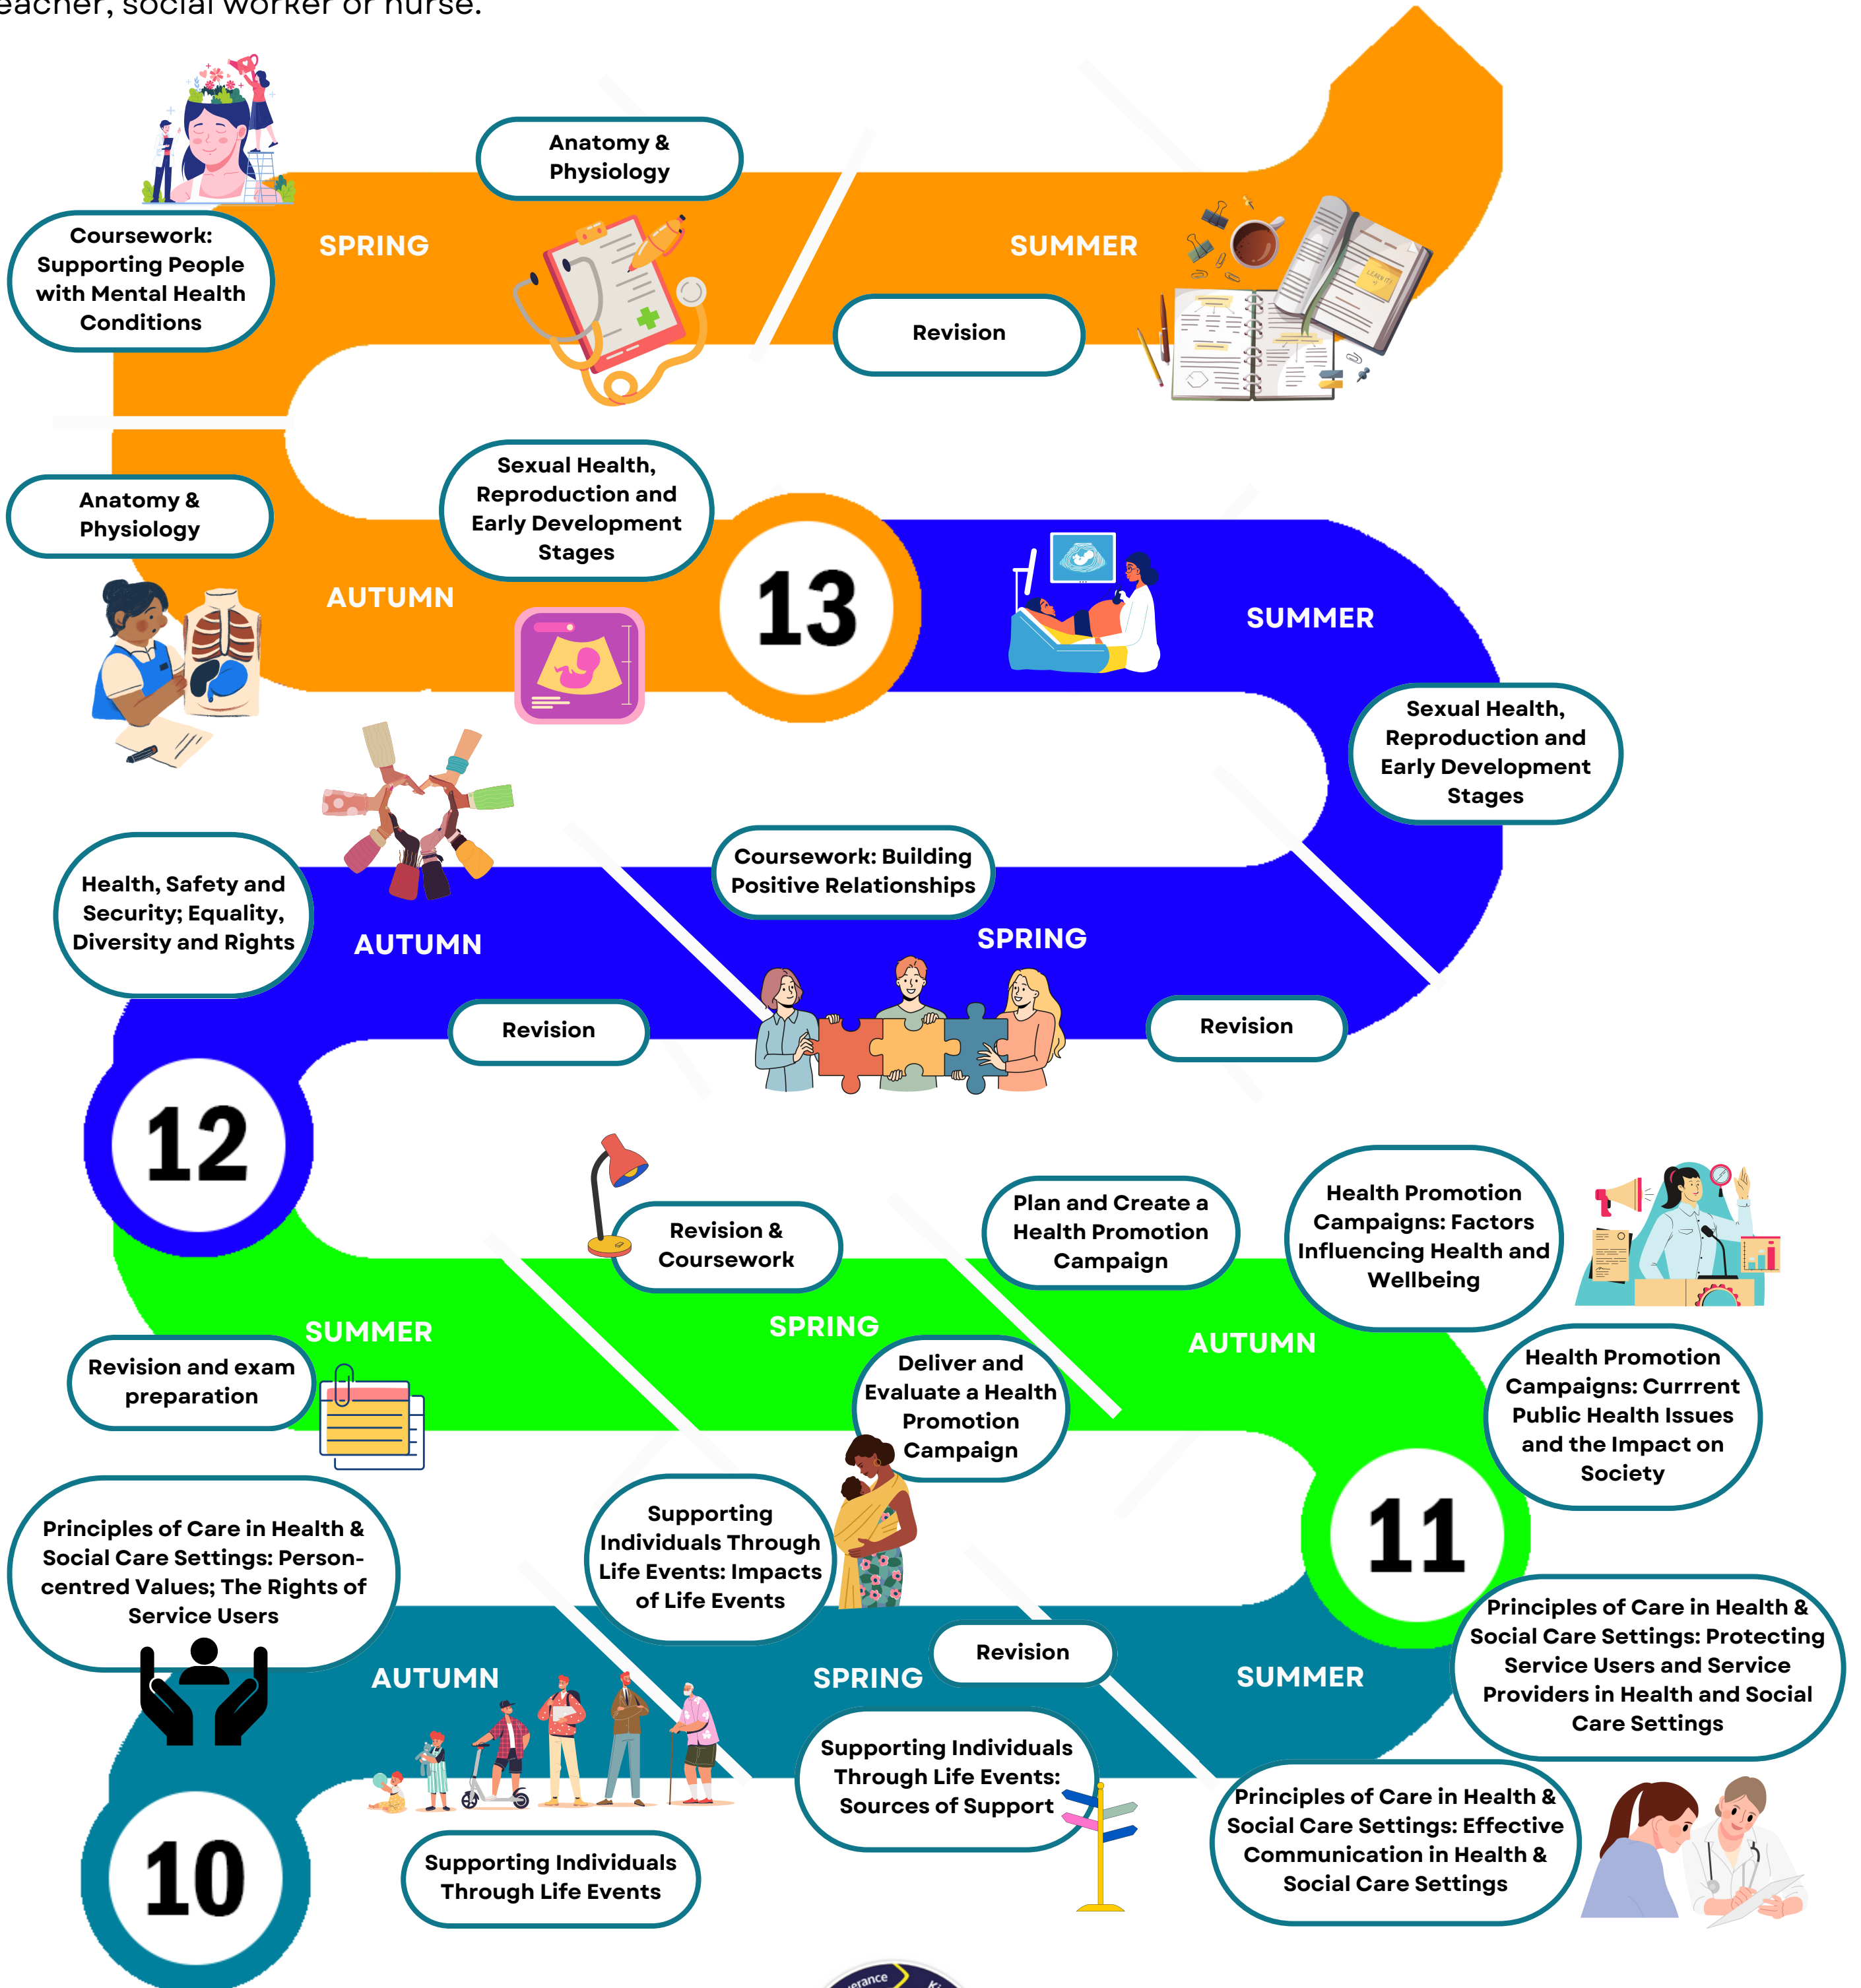 eacher, social worker or nurse.
Anatomy &
Physiology
Coursework:
Supporting People
with Mental Health
Conditions
SPRING
SUMMER
Revision
LEARN IT!
Sexual Health,
Reproduction and
Early Development
Stages
Anatomy &
Physiology
AUTUMN
13
SUMMER
Sexual Health,
Reproduction and
Early Development
Stages
Coursework: Building
Positive Relationships
Health, Safety and
Security; Equality,
Diversity and Rights
AUTUMN
SPRING
Revision
Revision
12
Revision &
Coursework
Plan and Create a
Health Promotion
Campaign
Health Promotion
Campaigns: Factors
Influencing Health and
Wellbeing
SUMMER
SPRING
AUTUMN
Revision and exam
preparation
Deliver and
Evaluate a Health
Promotion
Campaign
Health Promotion
Campaigns: Currrent
Public Health Issues
and the Impact on
Society
11
Principles of Care in Health &
Social Care Settings: Person-
centred Values; The Rights of
Service Users
Supporting
Individuals Through
Life Events: Impacts
of Life Events
Revision
Principles of Care in Health &
Social Care Settings: Protecting
Service Users and Service
Providers in Health and Social
Care Settings
AUTUMN
SPRING
SUMMER
Supporting Individuals
Through Life Events:
Sources of Support
Principles of Care in Health &
Social Care Settings: Effective
Communication in Health &
Social Care Settings
10
Supporting Individuals
Through Life Events
erance
Ki